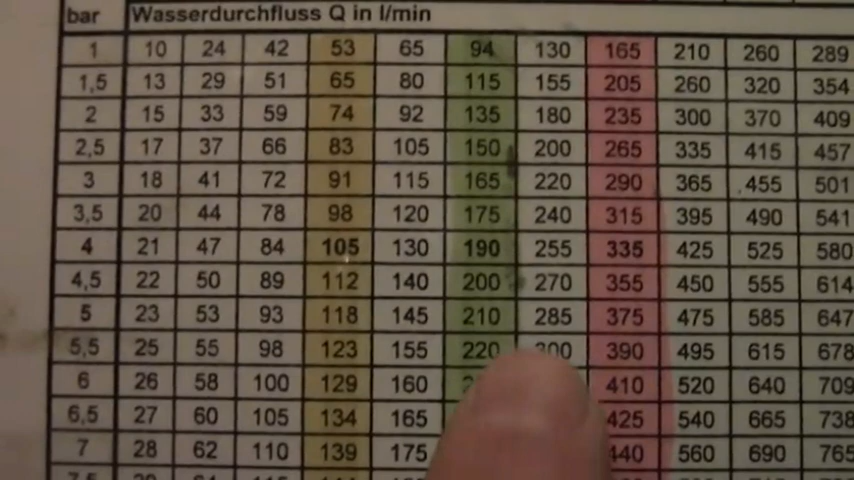 bar Wasserdurchfluss Q in l/min
1 10 24 42 53 65 94 130 165 210 260 289
1,5 13 29 51 65 80 115 155 205 260 320 354
2 15 33 59 74 92 135 180 235 300 370 409
2,5 17 37 66 83 105 150 200 265 335 415 457
3 18 41 72 91 115 165 220 290 365 455 501
3,5 20 44 78 98 120 175 240 315 395 490 541
4 21 47 84 105 130 190 255 335 425 525 580
4,5 22 50 89 112 140 200 270 355 450 555 614
5 23 53 93 118 145 210 285 375 475 585 647
5,5 25 55 98 123 155 220 300 390 495 615 678
6 26 58 100 129 160 410 520 640 709
6,5 27 60 105 134 165 425 540 665 738
7 28 62 110 139 175 440 560 690 765